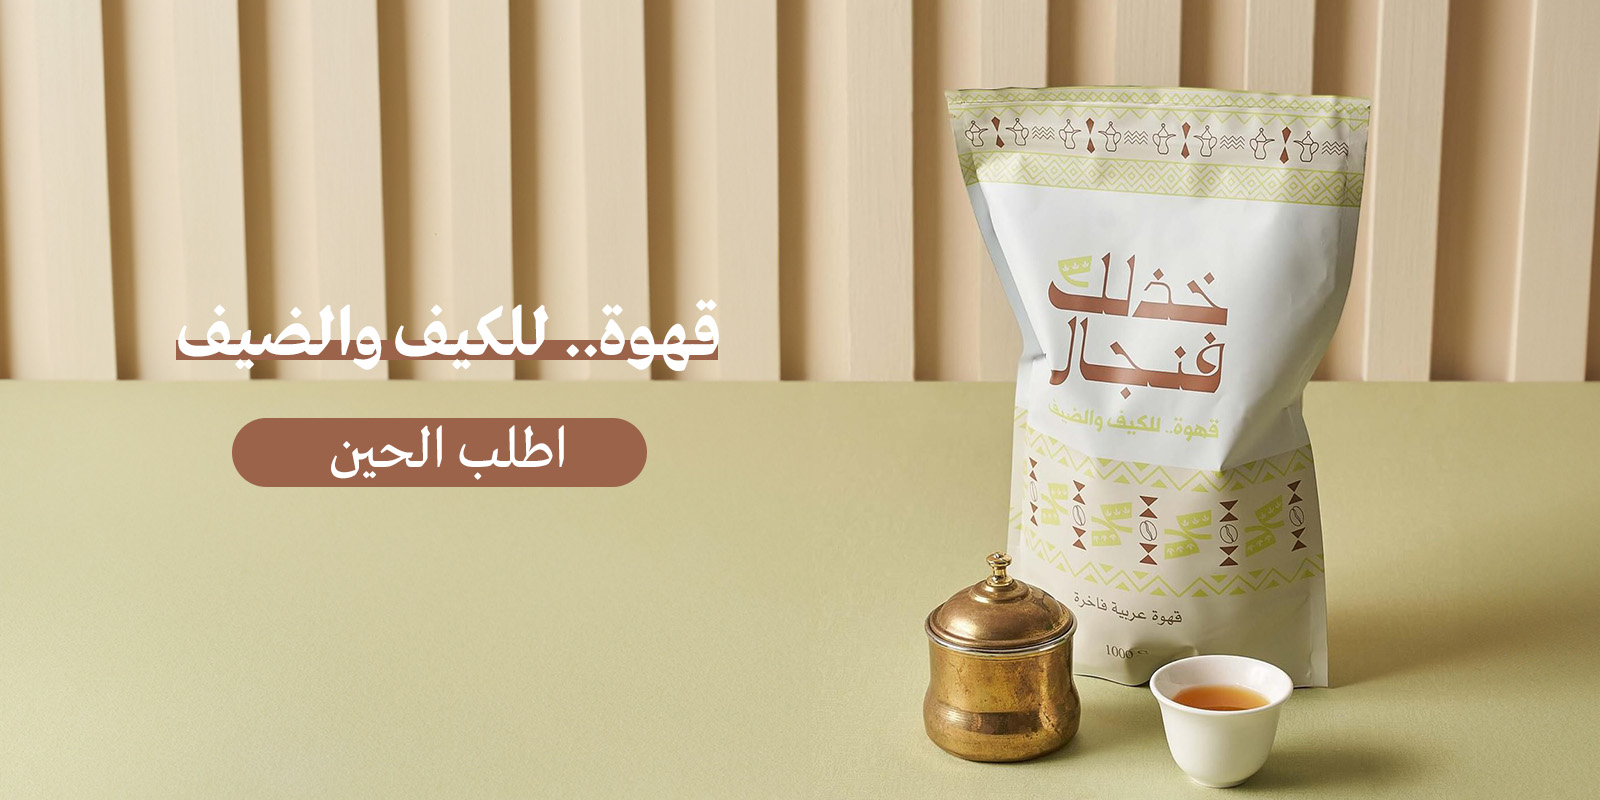 قهوة.. للكيف والضيف
اطلب الحين
خذلك
فنجال
قهوة.. للكيف والضيف
قهوة عربية فاخرة
1000